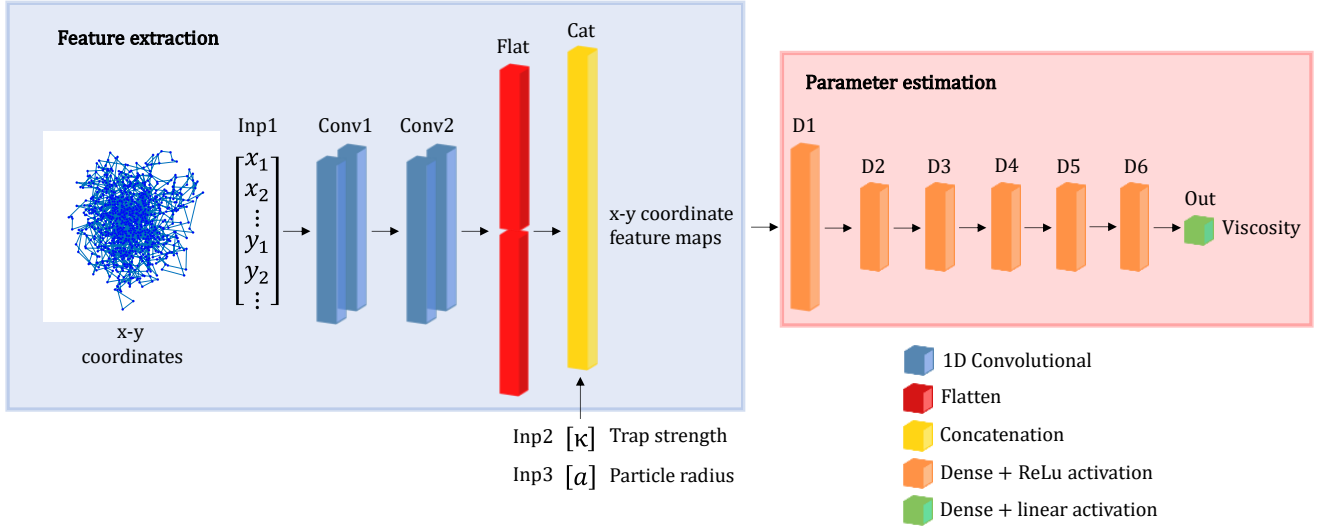 Feature extraction
Flat
Cat
Inp1
Conv1
Conv2
x₁
x₂
⋮
y₁
y₂
⋮
x-y
coordinates
x-y coordinate
feature maps
Inp2 [κ] Trap strength
Inp3 [a] Particle radius
Parameter estimation
D1
D2
D3
D4
D5
D6
Out
Viscosity
1D Convolutional
Flatten
Concatenation
Dense + ReLu activation
Dense + linear activation